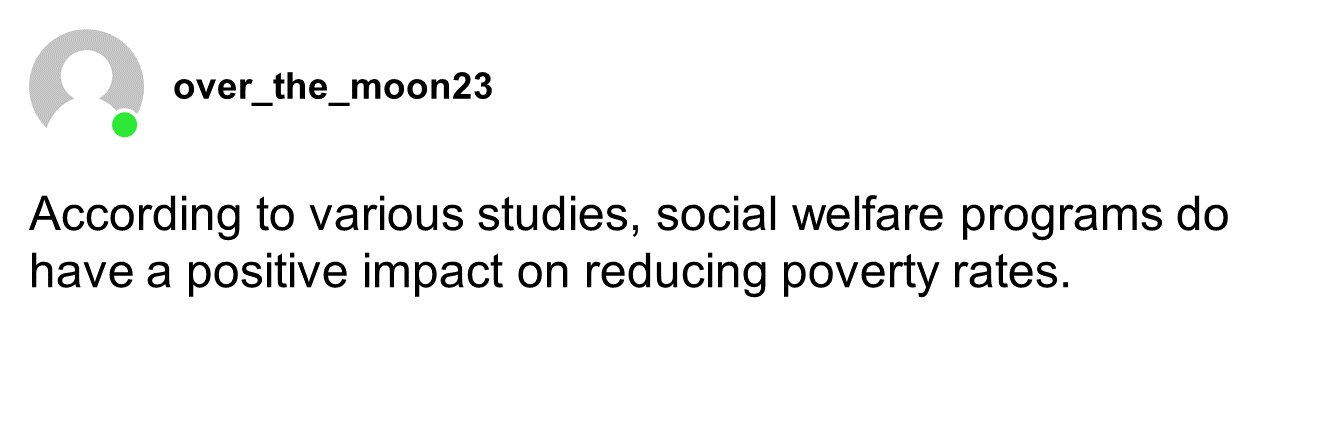 over_the_moon23
According to various studies, social welfare programs do
have a positive impact on reducing poverty rates.